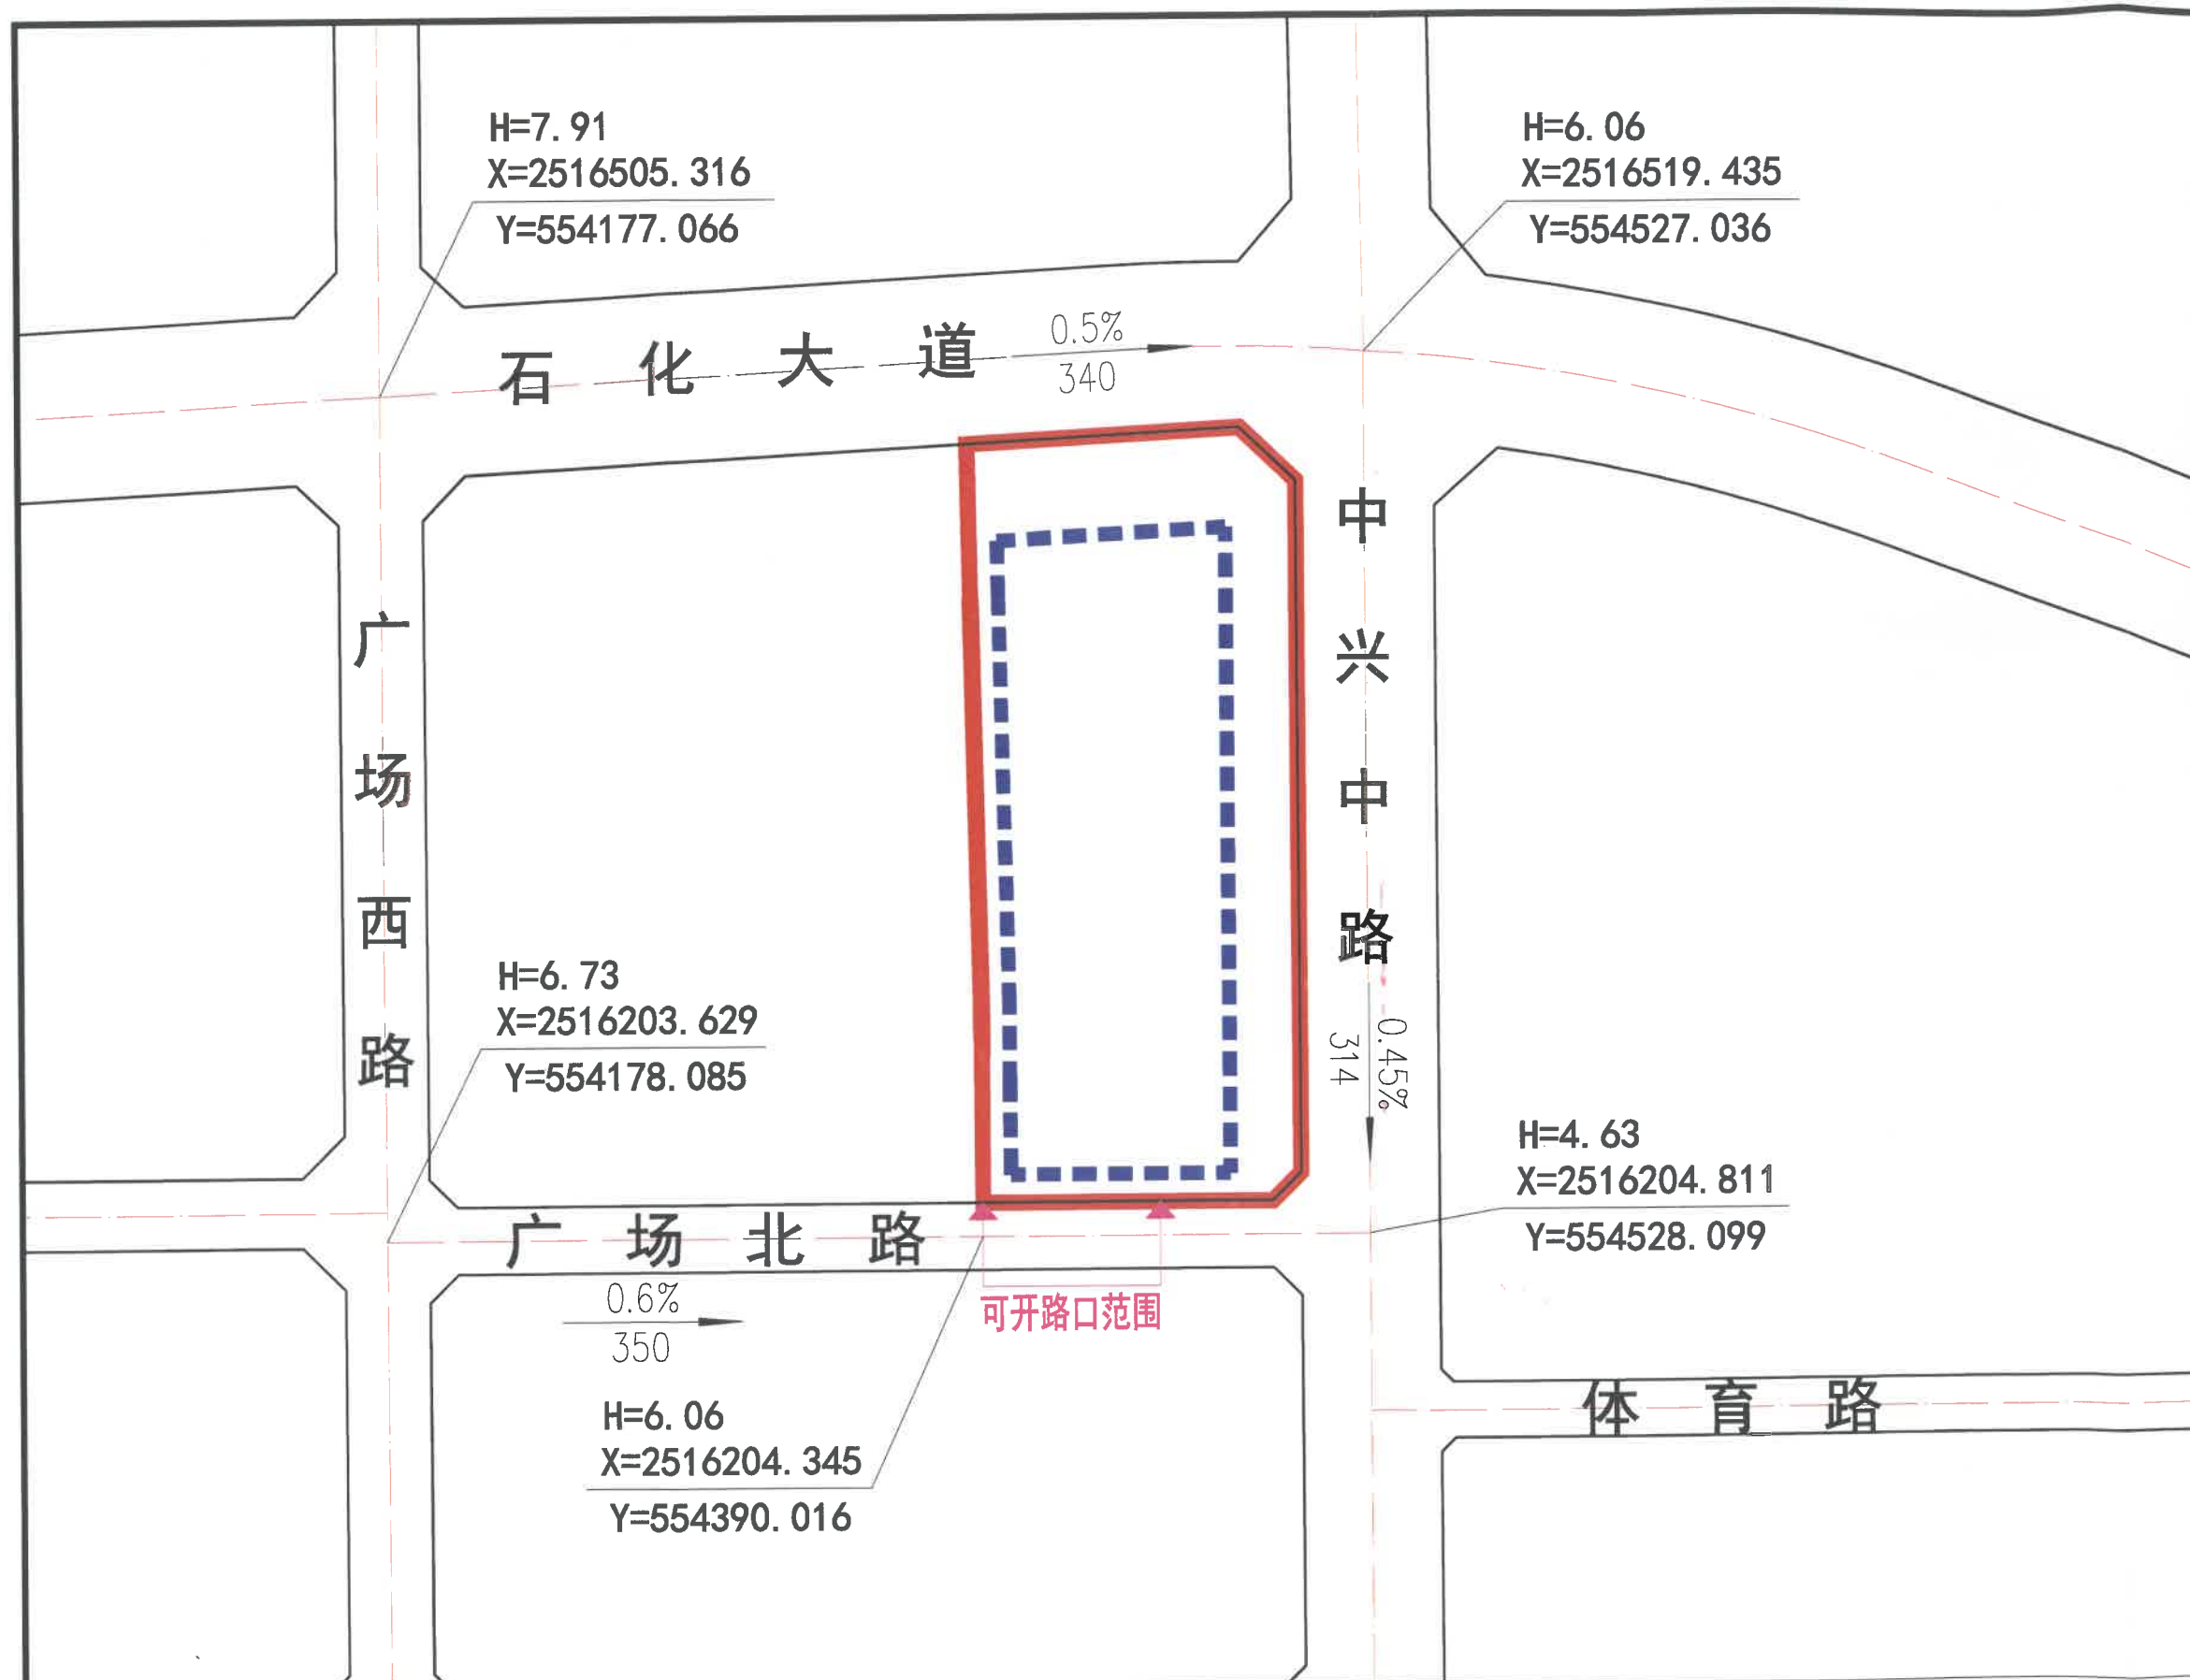 H=7.91
X=2516505.316
Y=554177.066
H=6.06
X=2516519.435
Y=554527.036
石化大道
0.5%
340
中兴中路
0.45%
314
广场西路
H=6.73
X=2516203.629
Y=554178.085
H=4.63
X=2516204.811
Y=554528.099
广场北路
0.6%
350
可开路口范围
H=6.06
X=2516204.345
Y=554390.016
体育路